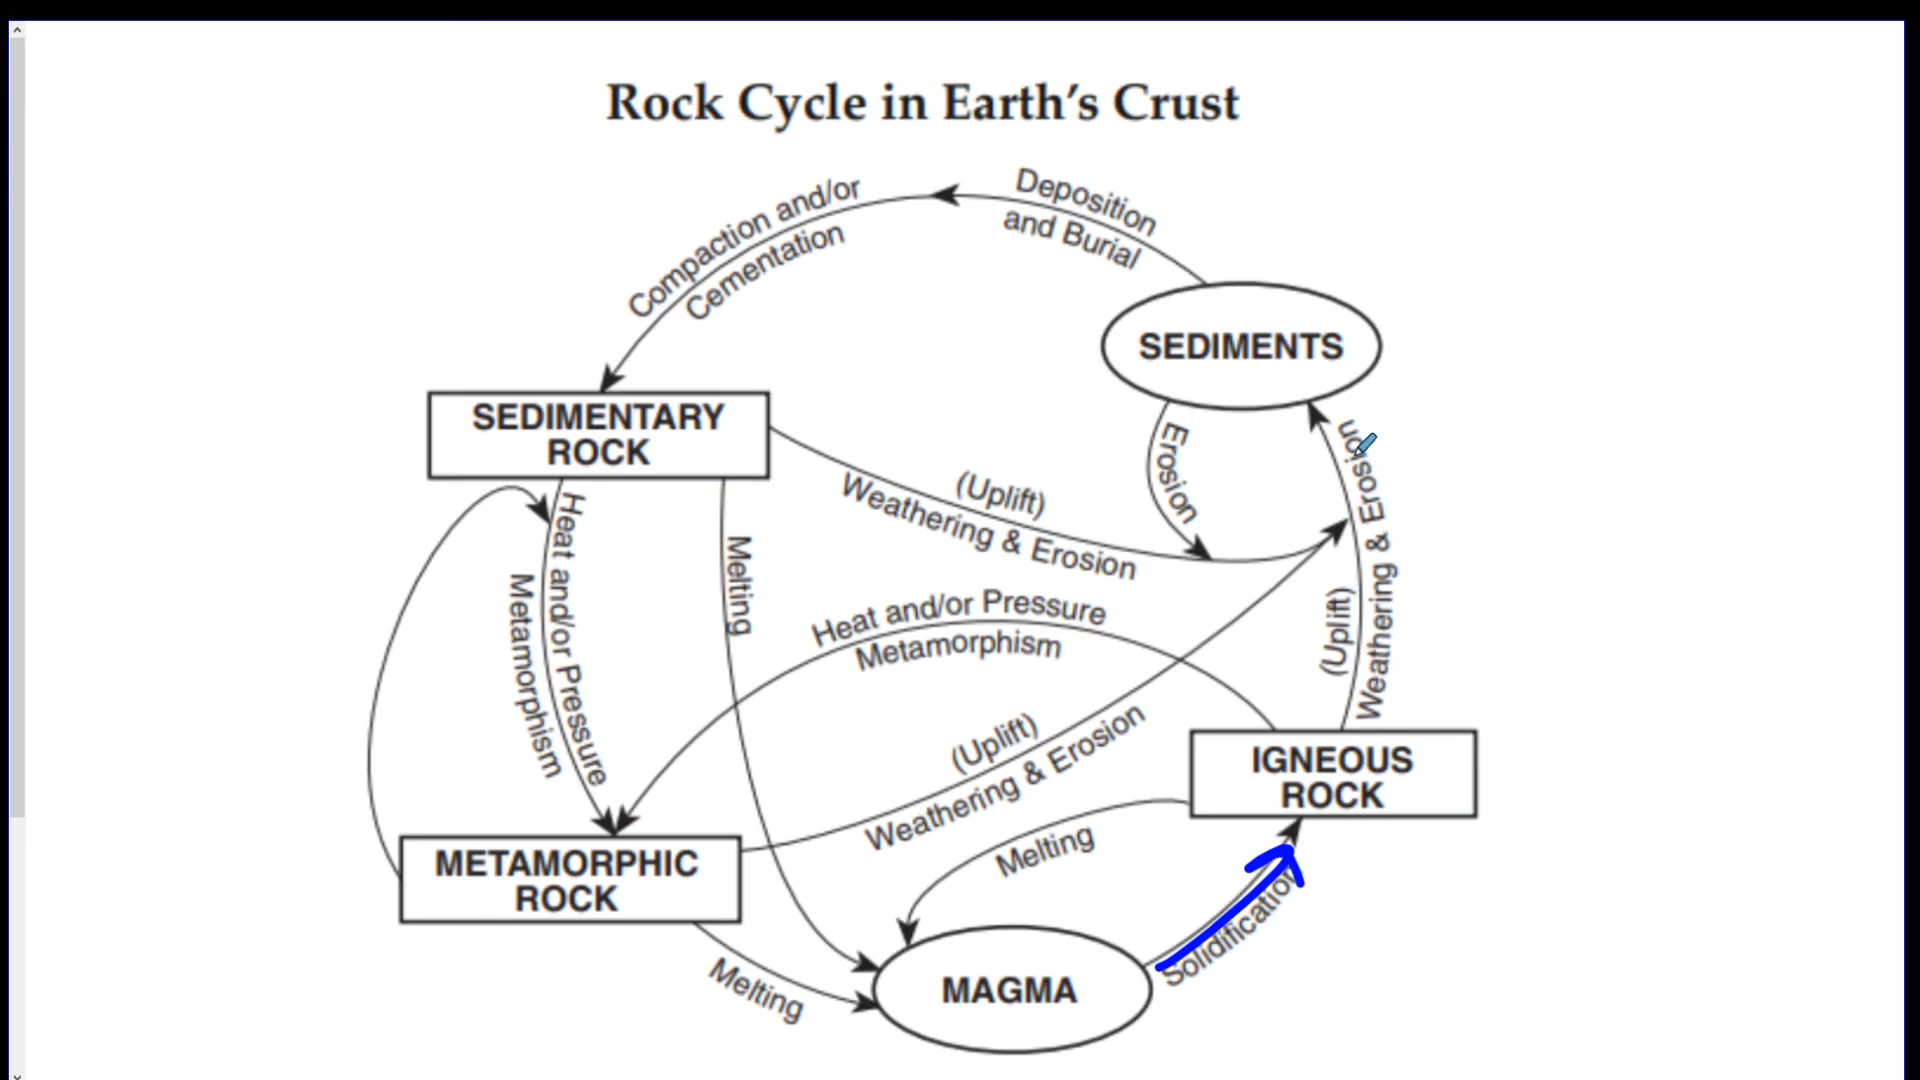 Rock Cycle in Earth's Crust
Deposition
and Burial
Compaction and/or
Cementation
SEDIMENTS
SEDIMENTARY
ROCK
Erosion
(Uplift)
Weathering & Erosion
(Uplift)
Weathering & Erosion
Heat and/or Pressure
Metamorphism
Melting
Heat and/or Pressure
Metamorphism
(Uplift)
Weathering & Erosion
IGNEOUS
ROCK
METAMORPHIC
ROCK
Melting
Solidification
Melting
MAGMA